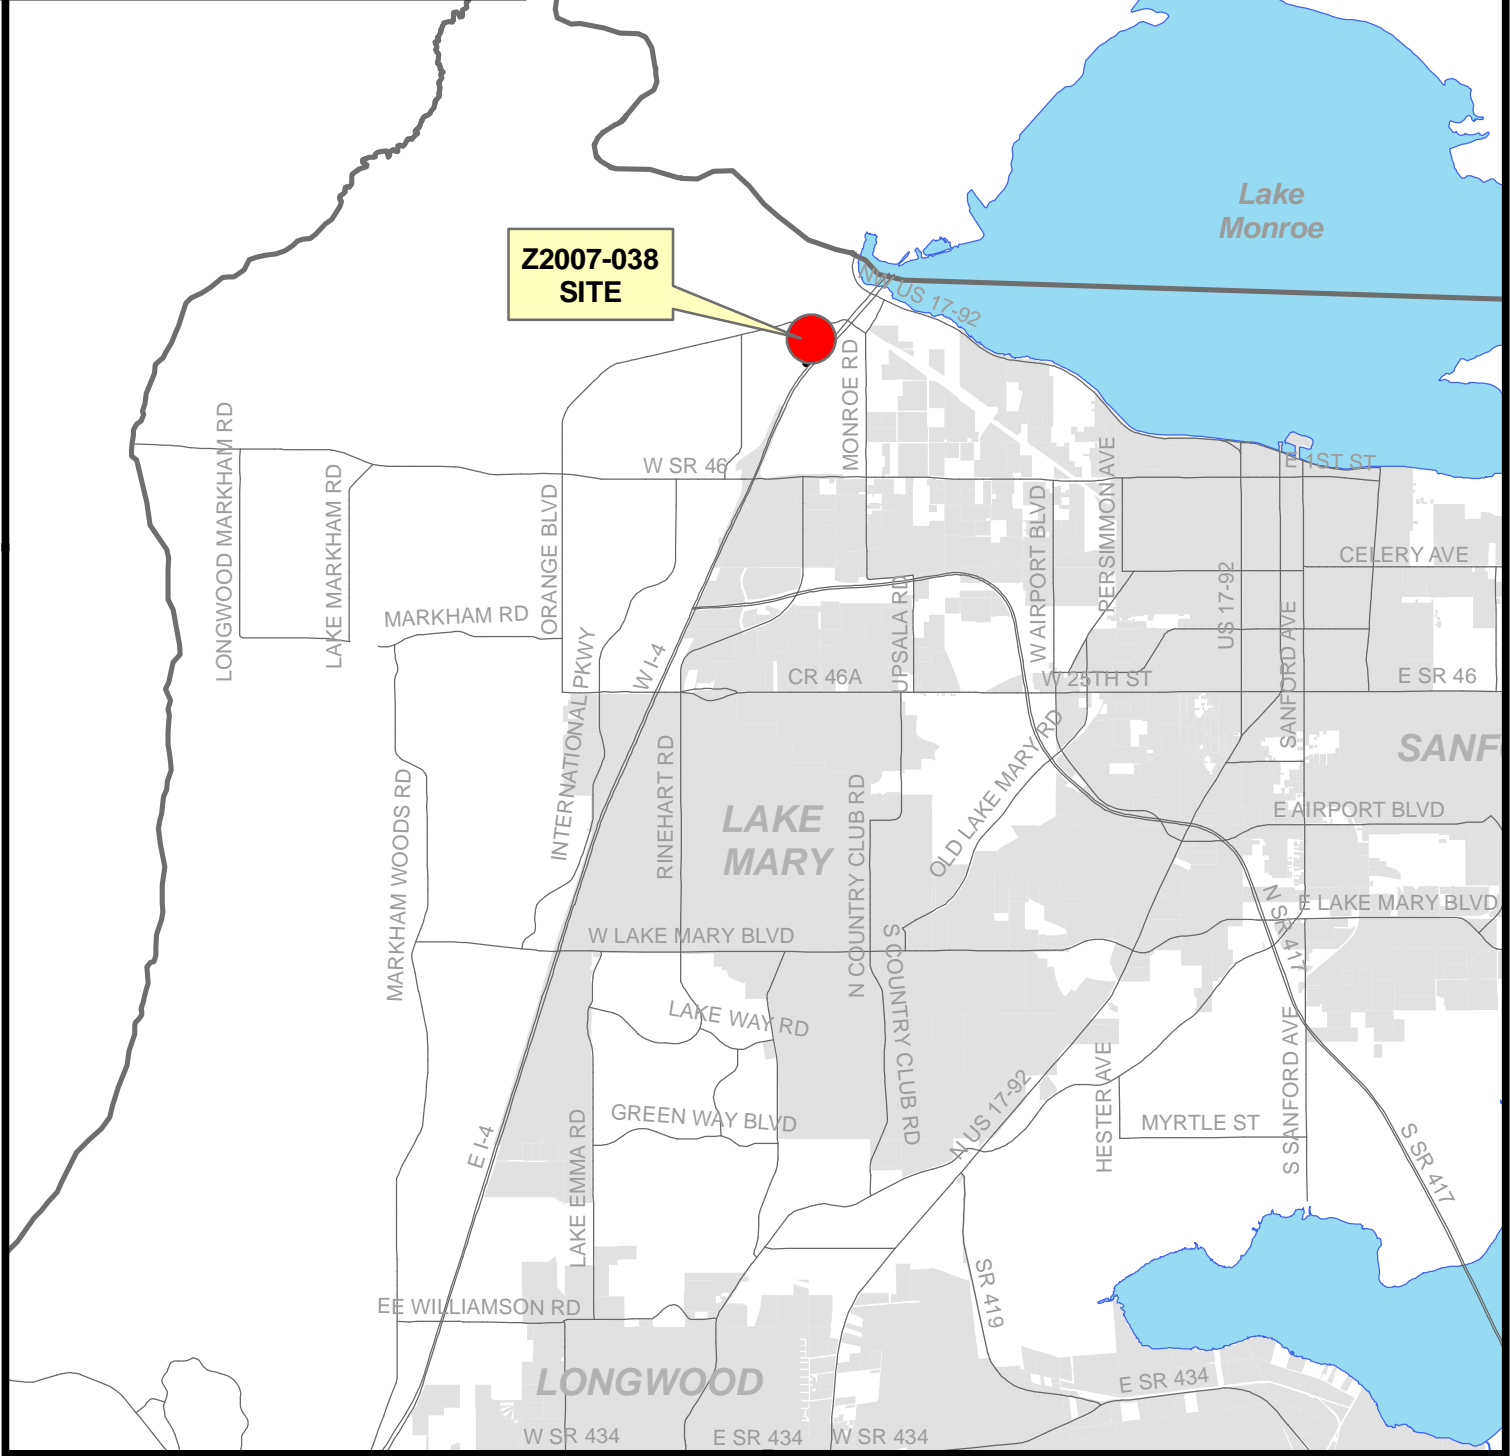 Lake
Monroe
Z2007-038
SITE
NW US 17-92
MONROE RD
LONGWOOD MARKHAM RD
LAKE MARKHAM RD
W SR 46
ORANGE BLVD
E 1ST ST
PERSIMMON AVE
W AIRPORT BLVD
CELERY AVE
US 17-92
SANFORD AVE
MARKHAM RD
UPSALA RD
INTERNATIONAL PKWY
W I-4
CR 46A
W 25TH ST
E SR 46
SANF
OLD LAKE MARY RD
RINEHART RD
MARKHAM WOODS RD
LAKE
MARY
N COUNTRY CLUB RD
E AIRPORT BLVD
E LAKE MARY BLVD
N SR 417
W LAKE MARY BLVD
S COUNTRY CLUB RD
LAKE WAY RD
S SANFORD AVE
HESTER AVE
N US 17-92
GREEN WAY BLVD
MYRTLE ST
E I-4
LAKE EMMA RD
S SR 417
SR 419
EE WILLIAMSON RD
LONGWOOD
E SR 434
W SR 434
E SR 434
W SR 434